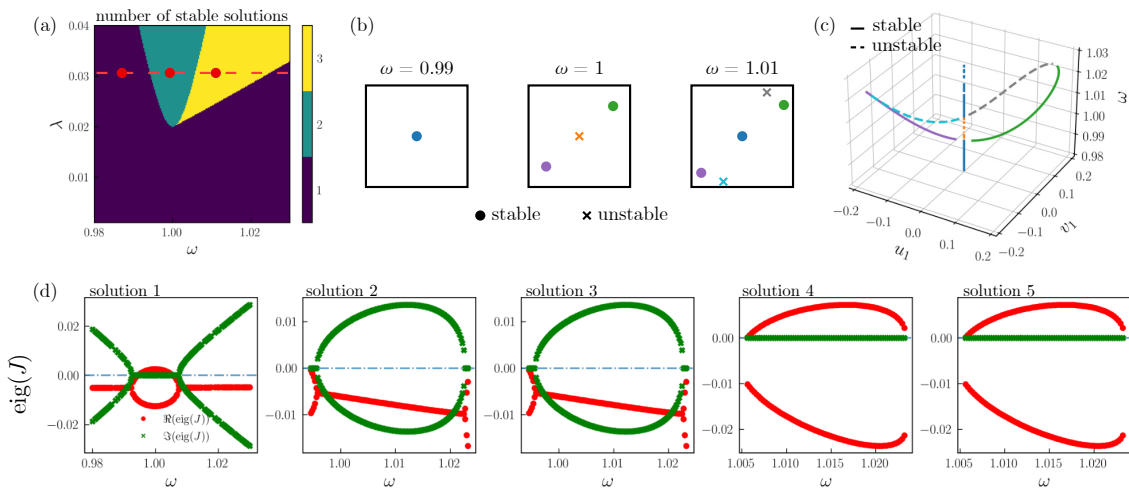 (a)
number of stable solutions
0.04
0.03
0.02
0.01
λ
0.98
1.00
1.02
ω
3
2
1
(b)
ω = 0.99
ω = 1
ω = 1.01
stable
unstable
(c)
stable
unstable
1.03
1.02
1.01
1.00
0.99
0.98
ω
0.2
0.1
0.0
−0.1
−0.2
v1
−0.2
−0.1
0.0
0.1
0.2
u1
(d)
eig(J)
solution 1
0.02
0.00
−0.02
ℜ(eig(J))
ℑ(eig(J))
0.98
1.00
1.02
ω
solution 2
0.01
0.00
−0.01
1.00
1.01
1.02
ω
solution 3
0.01
0.00
−0.01
1.00
1.01
1.02
ω
solution 4
0.00
−0.01
−0.02
1.005
1.010
1.015
1.020
ω
solution 5
0.00
−0.01
−0.02
1.005
1.010
1.015
1.020
ω